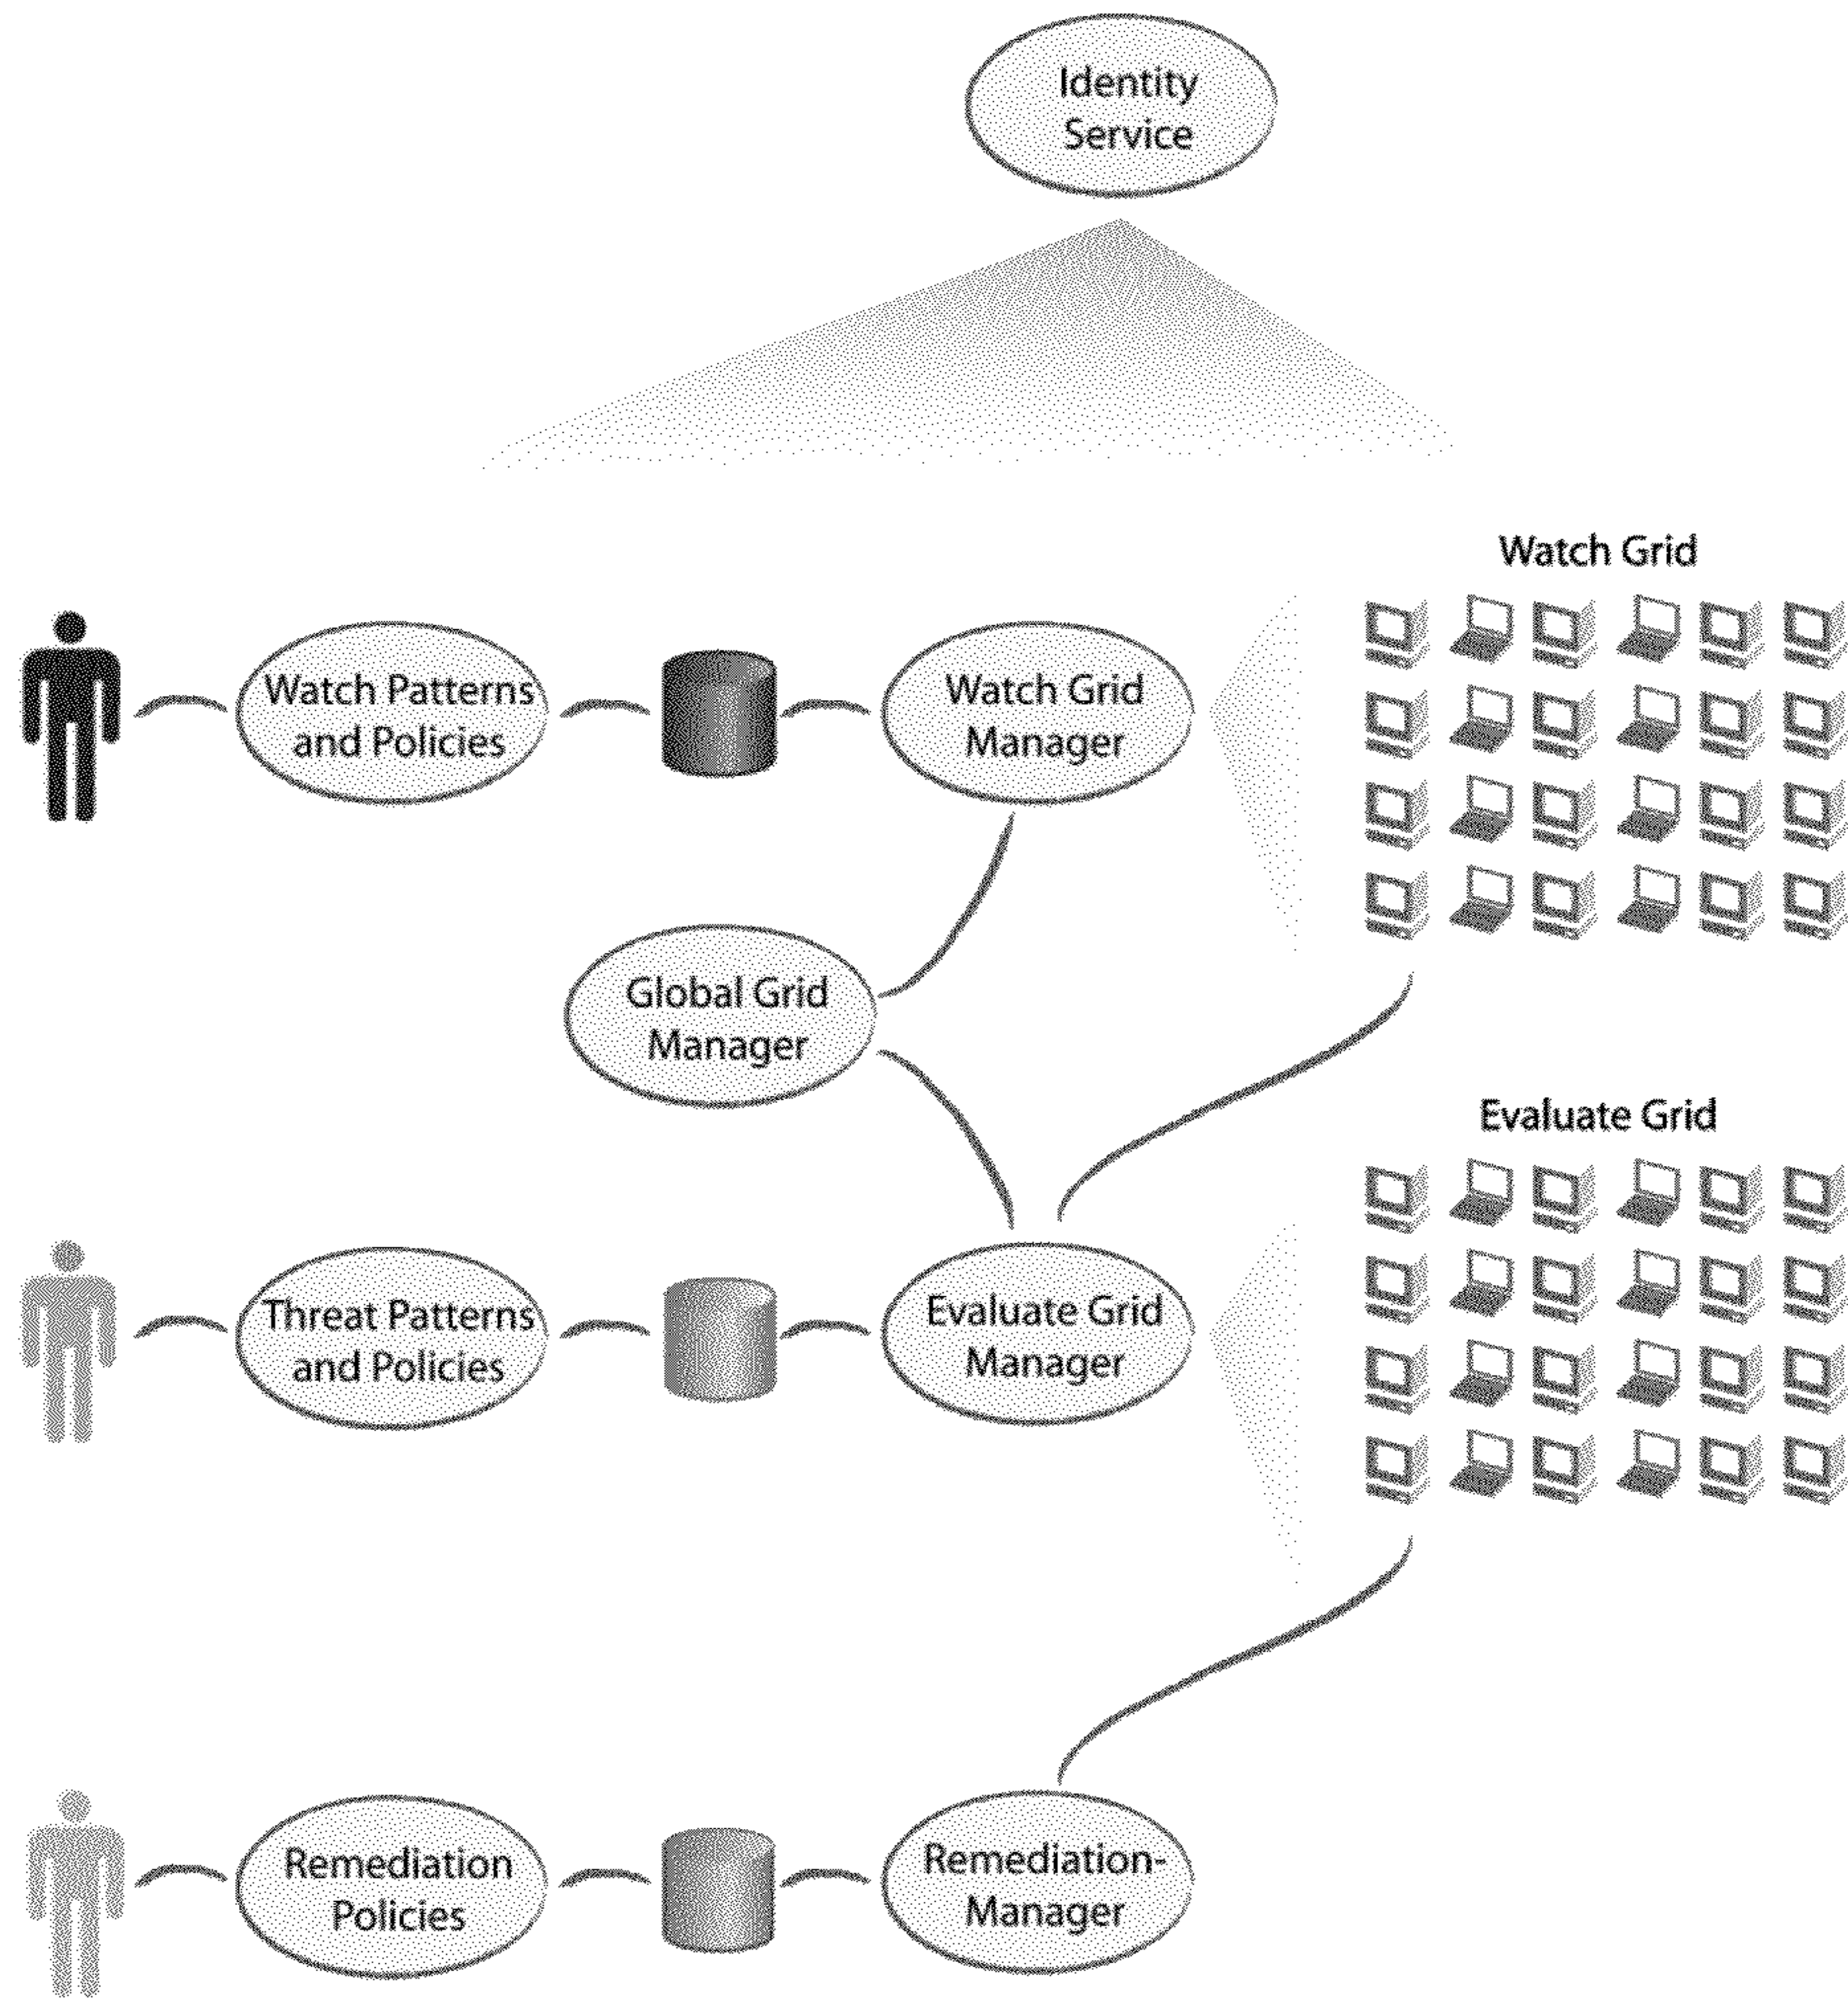 Identity
Service
Watch Grid
Watch Patterns
and Policies
Watch Grid
Manager
Global Grid
Manager
Evaluate Grid
Threat Patterns
and Policies
Evaluate Grid
Manager
Remediation
Policies
Remediation-
Manager